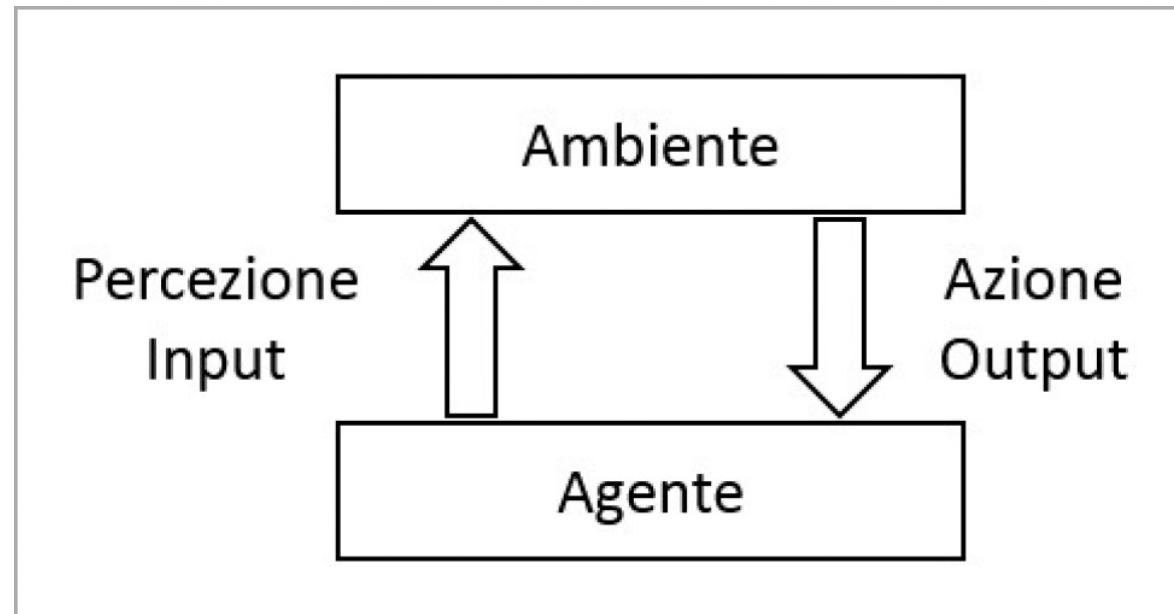 Ambiente
Percezione
Input
Azione
Output
Agente